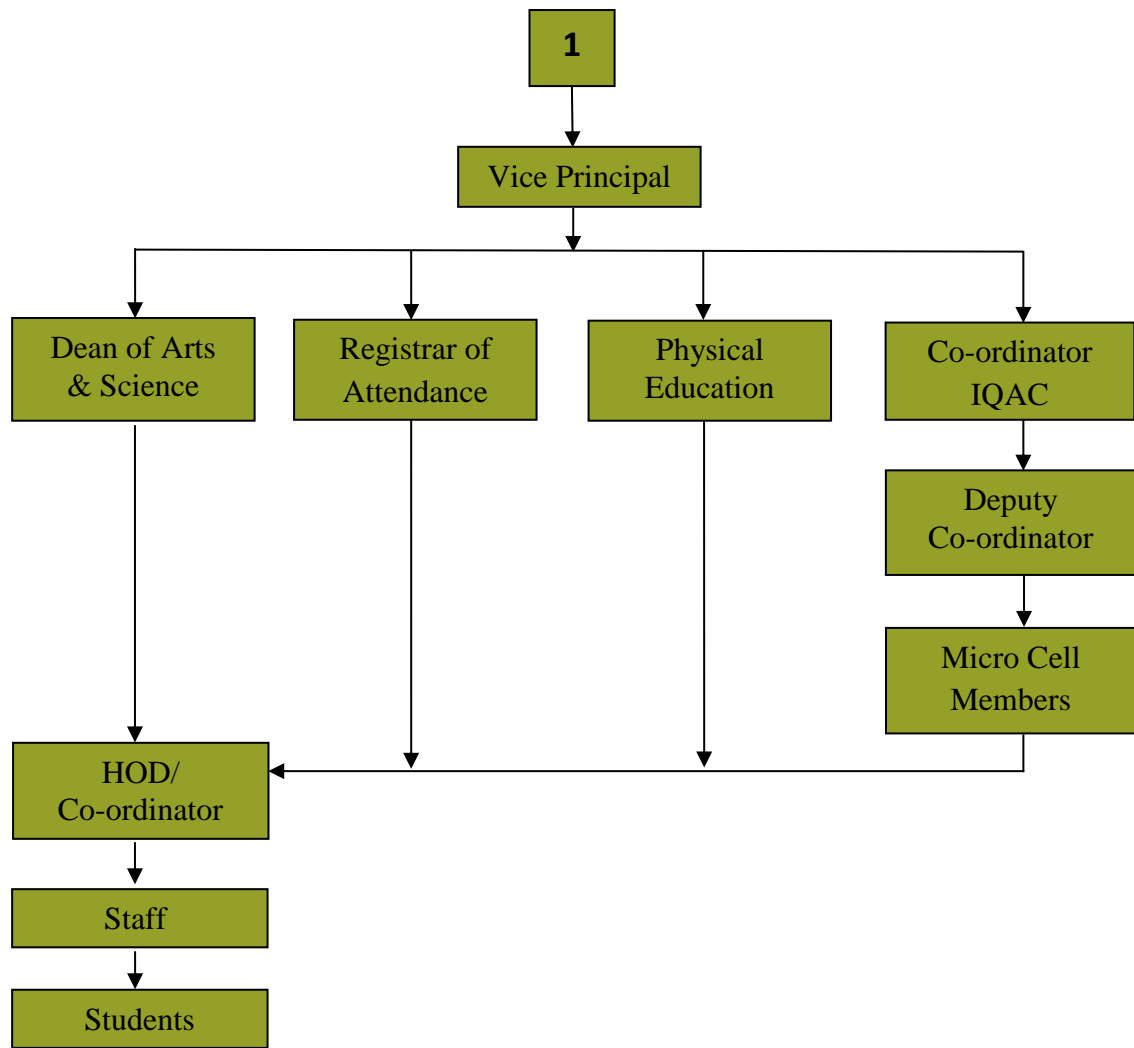 1
Vice Principal
Dean of Arts
& Science
Registrar of
Attendance
Physical
Education
Co-ordinator
IQAC
Deputy
Co-ordinator
Micro Cell
Members
HOD/
Co-ordinator
Staff
Students